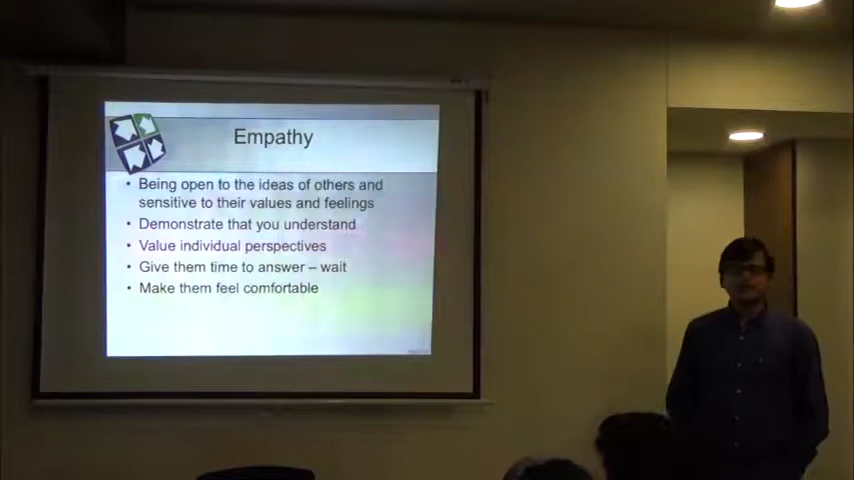 Empathy
• Being open to the ideas of others and
sensitive to their values and feelings
• Demonstrate that you understand
• Value individual perspectives
• Give them time to answer – wait
• Make them feel comfortable